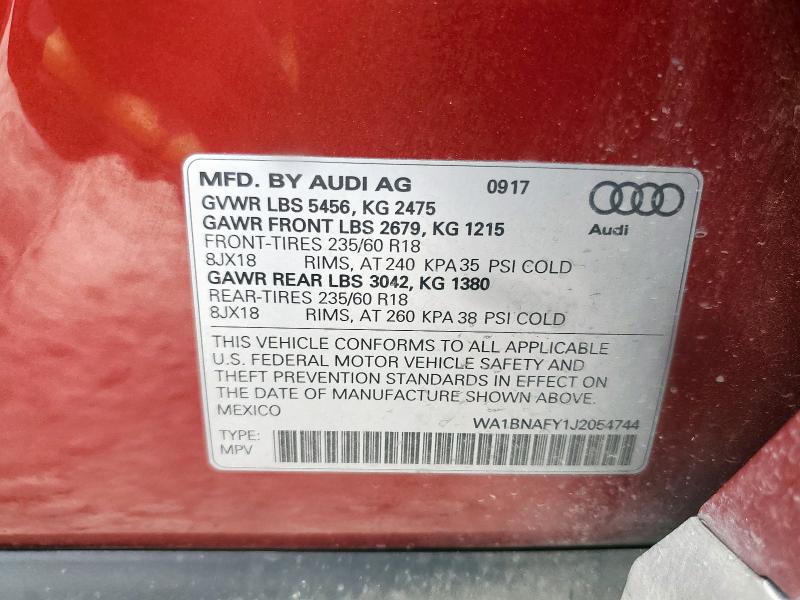 MFD. BY AUDI AG 0917
GVWR LBS 5456, KG 2475
GAWR FRONT LBS 2679, KG 1215
Audi
FRONT-TIRES 235/60 R18
8JX18 RIMS, AT 240 KPA 35 PSI COLD
GAWR REAR LBS 3042, KG 1380
REAR-TIRES 235/60 R18
8JX18 RIMS, AT 260 KPA 38 PSI COLD
THIS VEHICLE CONFORMS TO ALL APPLICABLE
U.S. FEDERAL MOTOR VEHICLE SAFETY AND
THEFT PREVENTION STANDARDS IN EFFECT ON
THE DATE OF MANUFACTURE SHOWN ABOVE.
MEXICO
WA1BNAFY1J2054744
TYPE:
MPV